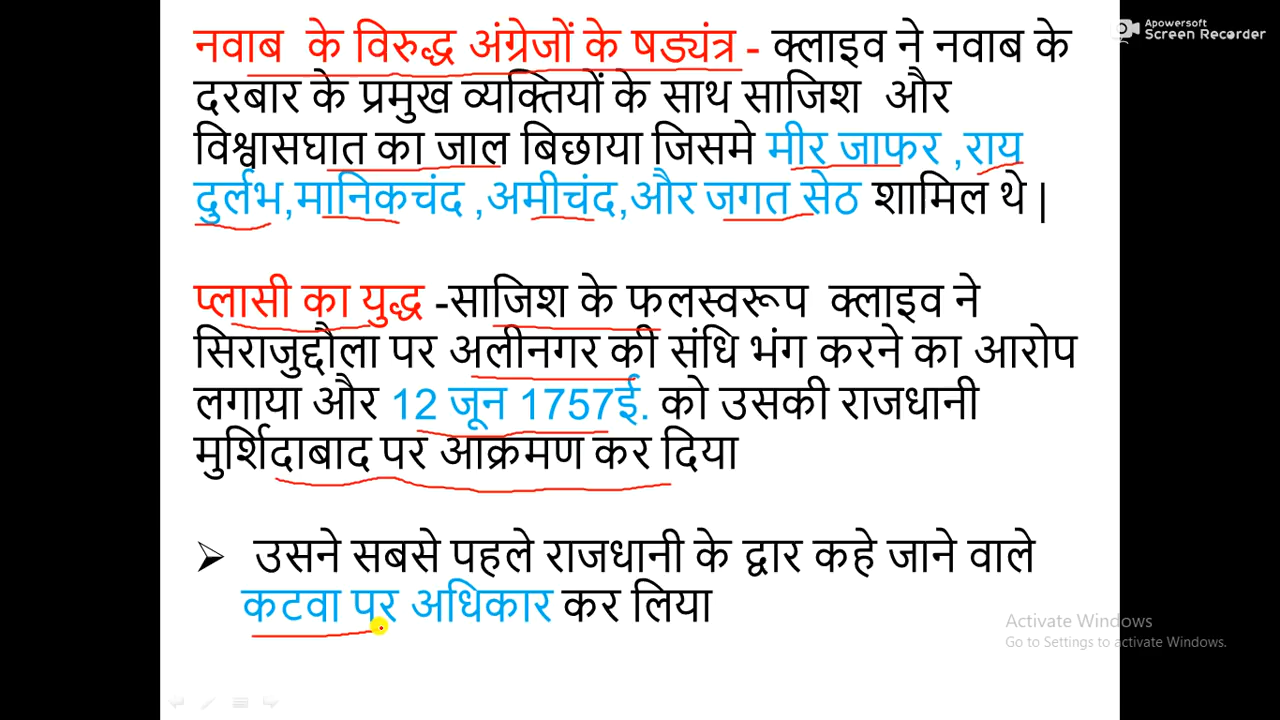 Apowersoft
Screen Recorder
नवाब के विरुद्ध अंग्रेजों के षड्यंत्र - क्लाइव ने नवाब के
दरबार के प्रमुख व्यक्तियों के साथ साजिश और
विश्वासघात का जाल बिछाया जिसमे मीर जाफर ,राय
दुर्लभ,मानिकचंद ,अमीचंद,और जगत सेठ शामिल थे |
प्लासी का युद्ध -साजिश के फलस्वरूप क्लाइव ने
सिराजुद्दौला पर अलीनगर की संधि भंग करने का आरोप
लगाया और 12 जून 1757ई. को उसकी राजधानी
मुर्शिदाबाद पर आक्रमण कर दिया
➢ उसने सबसे पहले राजधानी के द्वार कहे जाने वाले
कटवा पर अधिकार कर लिया
Activate Windows
Go to Settings to activate Windows.